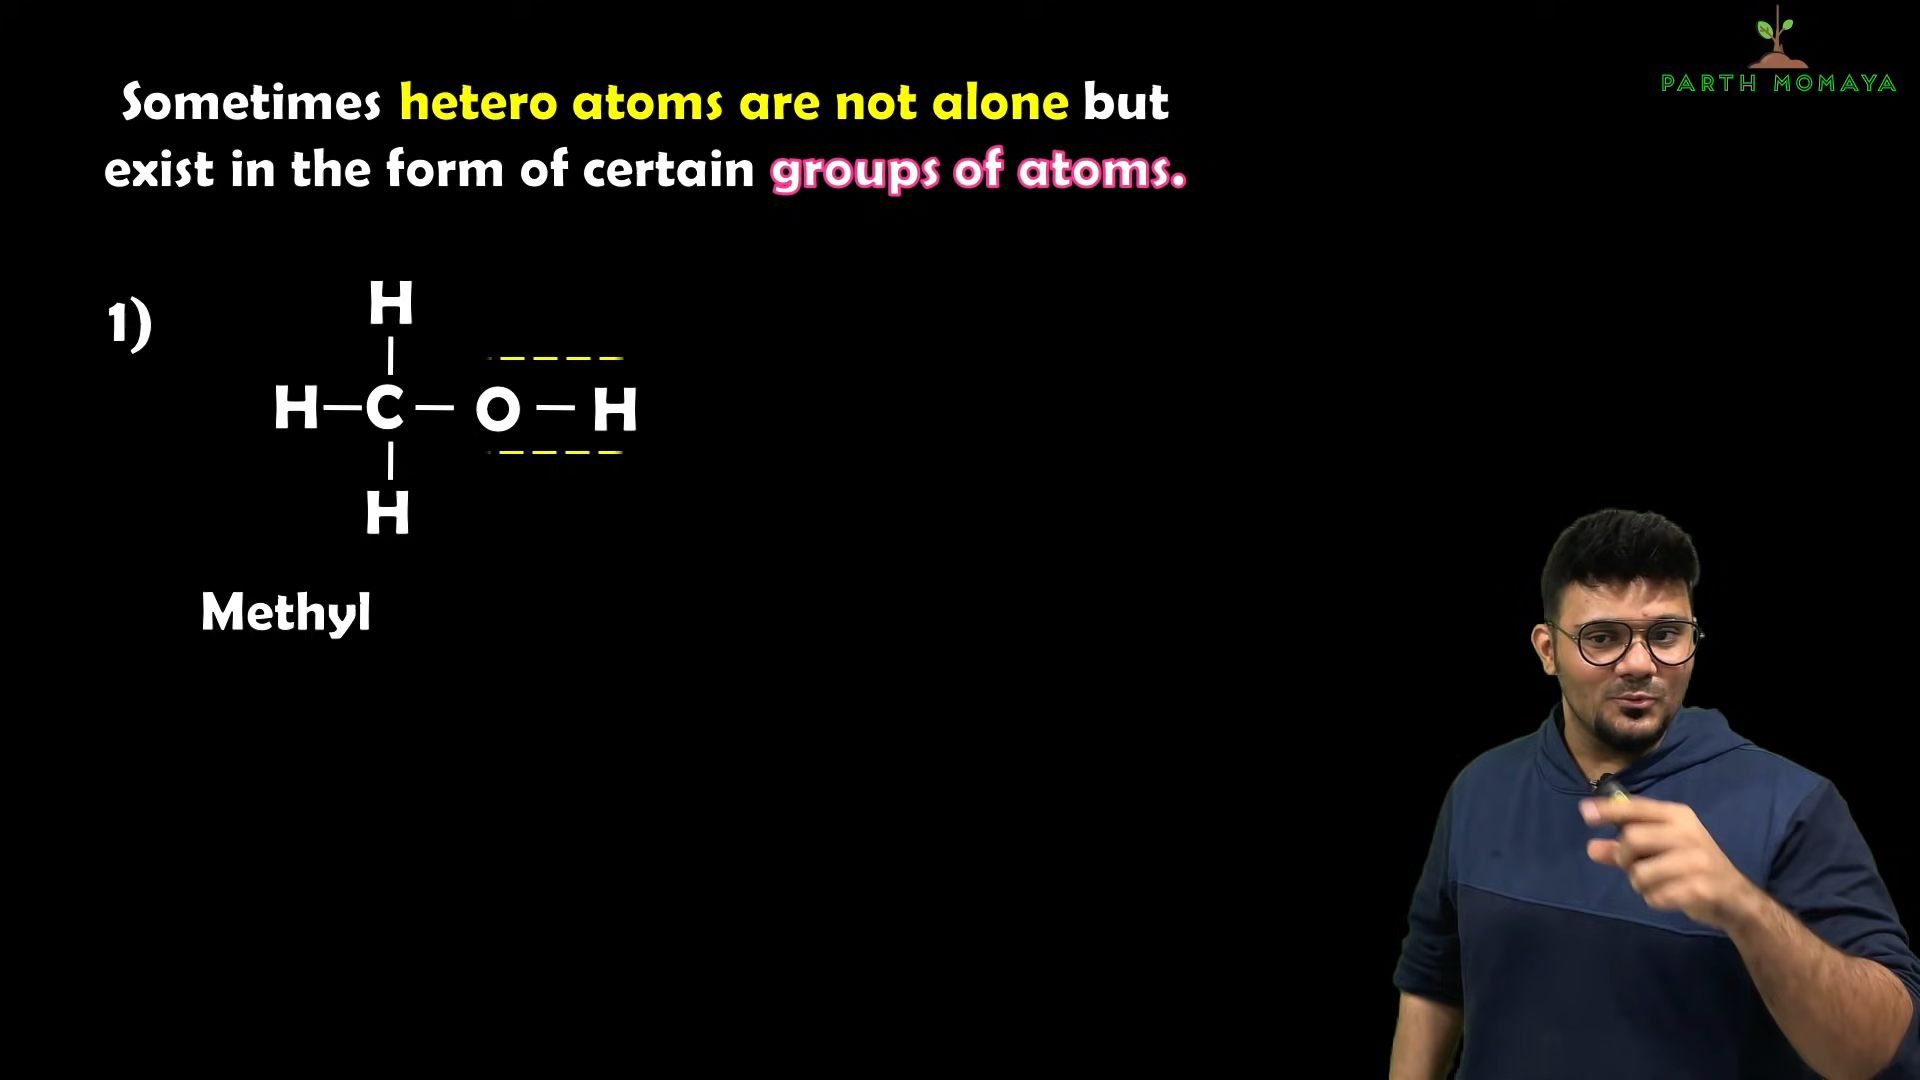 PARTH MOMAYA
Sometimes hetero atoms are not alone but
exist in the form of certain groups of atoms.
1)
H
H—C — O — H
H
Methyl